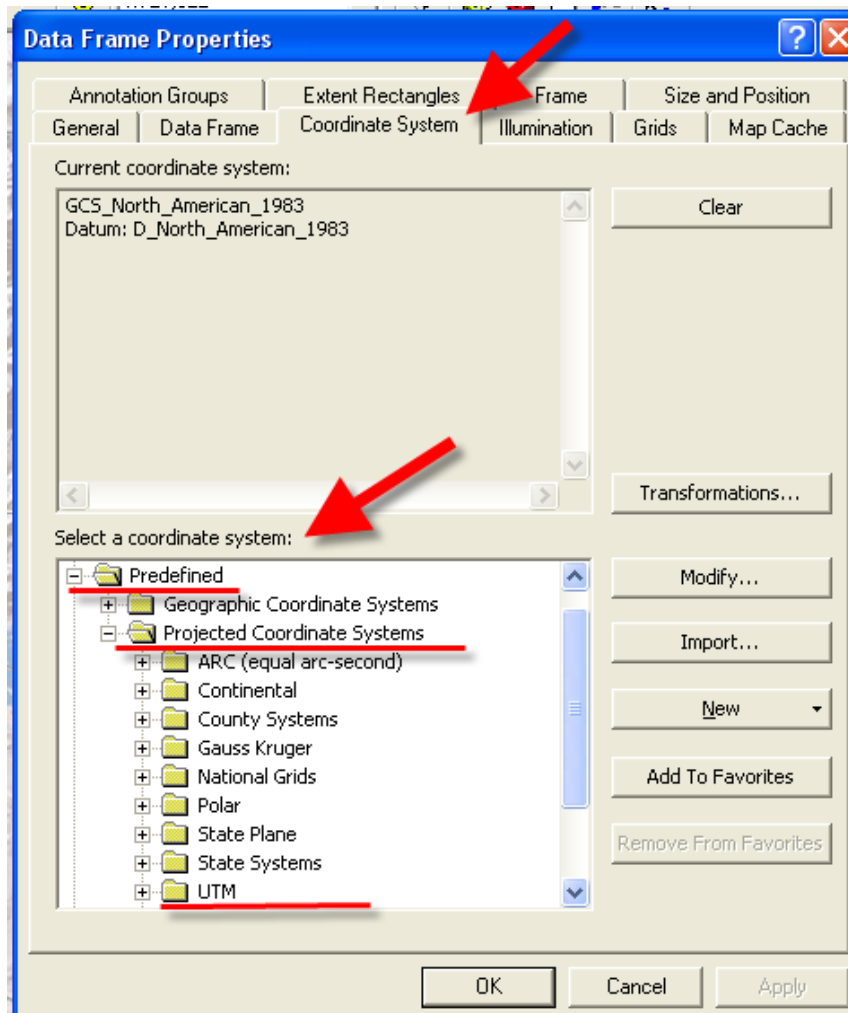 Data Frame Properties
Annotation Groups Extent Rectangles Frame Size and Position
General Data Frame Coordinate System Illumination Grids Map Cache
Current coordinate system:
GCS_North_American_1983
Datum: D_North_American_1983
Clear
Transformations...
Select a coordinate system:
Predefined
Geographic Coordinate Systems
Projected Coordinate Systems
ARC (equal arc-second)
Continental
County Systems
Gauss Kruger
National Grids
Polar
State Plane
State Systems
UTM
Modify...
Import...
New
Add To Favorites
Remove From Favorites
OK Cancel Apply